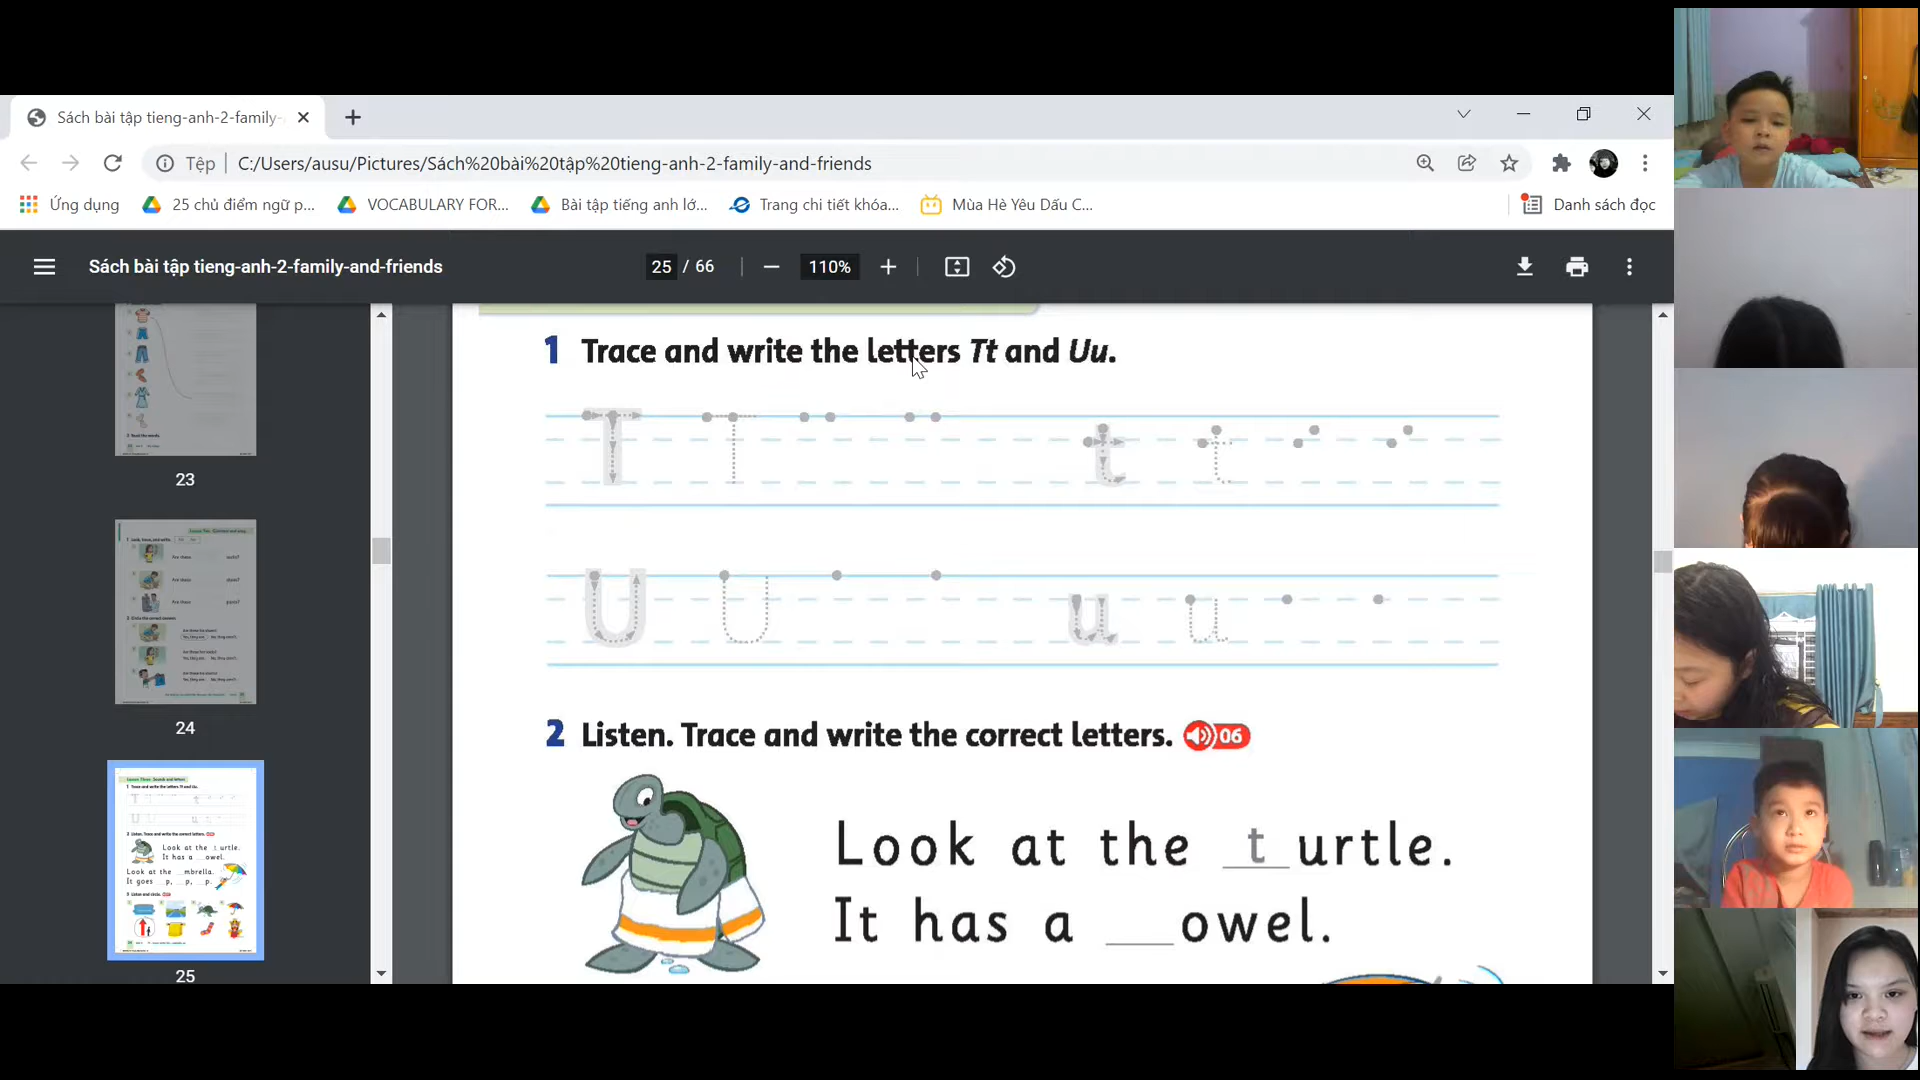 Sách bài tập tieng-anh-2-family-
Tệp C:/Users/ausu/Pictures/Sách%20bài%20tập%20tieng-anh-2-family-and-friends
Ứng dụng 25 chủ điểm ngữ p... VOCABULARY FOR... Bài tập tiếng anh lớ... Trang chi tiết khóa... Mùa Hè Yêu Dấu C... Danh sách đọc
Sách bài tập tieng-anh-2-family-and-friends 25 / 66 110%
23
24
25
1 Trace and write the letters Tt and Uu.
T T t t
U U u u
2 Listen. Trace and write the correct letters. 06
Look at the t urtle.
It has a ___owel.